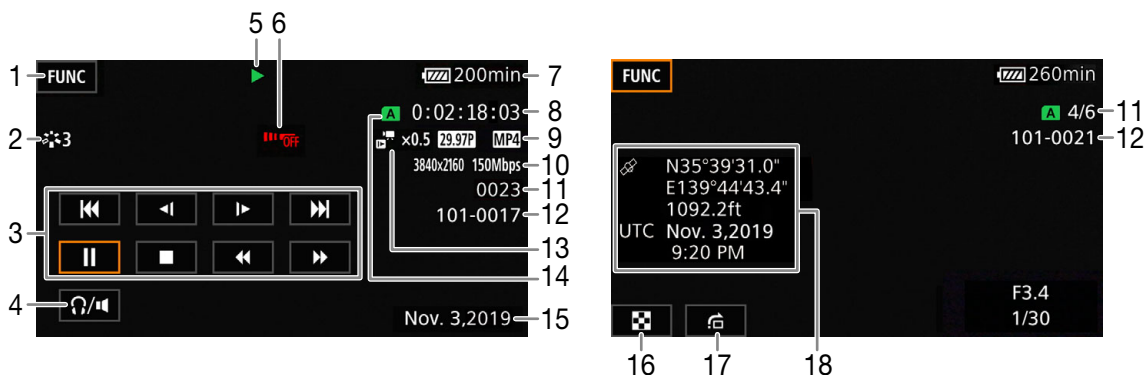 5 6
1 FUNC 200min 7
A 0:02:18:03 8
2 3 OFF ×0.5 29.97P MP4 9
3840x2160 150Mbps 10
0023 11
101-0017 12
3
13
14
4
Nov. 3,2019 15
FUNC 260min
A 4/6 11
101-0021 12
N35°39'31.0"
E139°44'43.4"
1092.2ft
UTC Nov. 3,2019
9:20 PM
F3.4
1/30
16 17 18